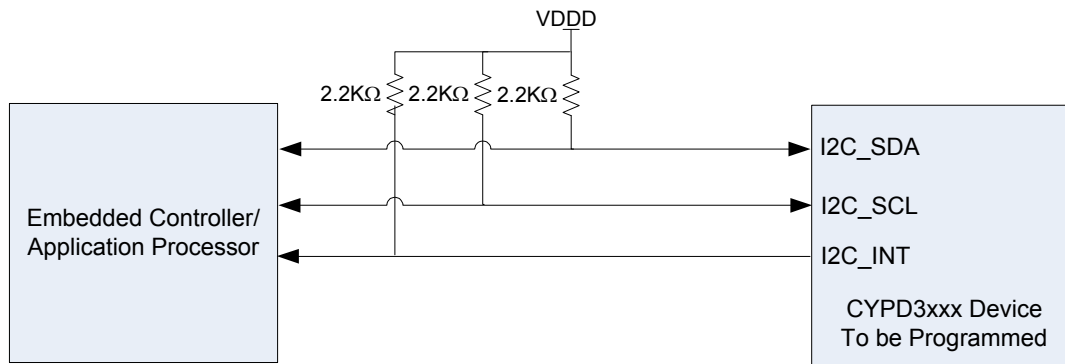 VDDD
2.2KΩ 2.2KΩ 2.2KΩ
I2C_SDA
I2C_SCL
I2C_INT
Embedded Controller/
Application Processor
CYPD3xxx Device
To be Programmed